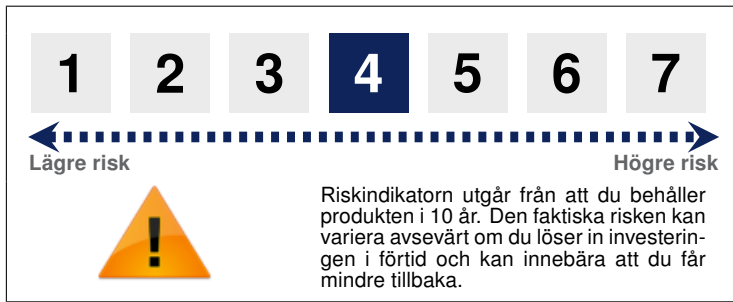 1 2 3 4 5 6 7
Lägre risk Högre risk
!
Riskindikatorn utgår från att du behåller
produkten i 10 år. Den faktiska risken kan
variera avsevärt om du löser in investerin-
gen i förtid och kan innebära att du får
mindre tillbaka.